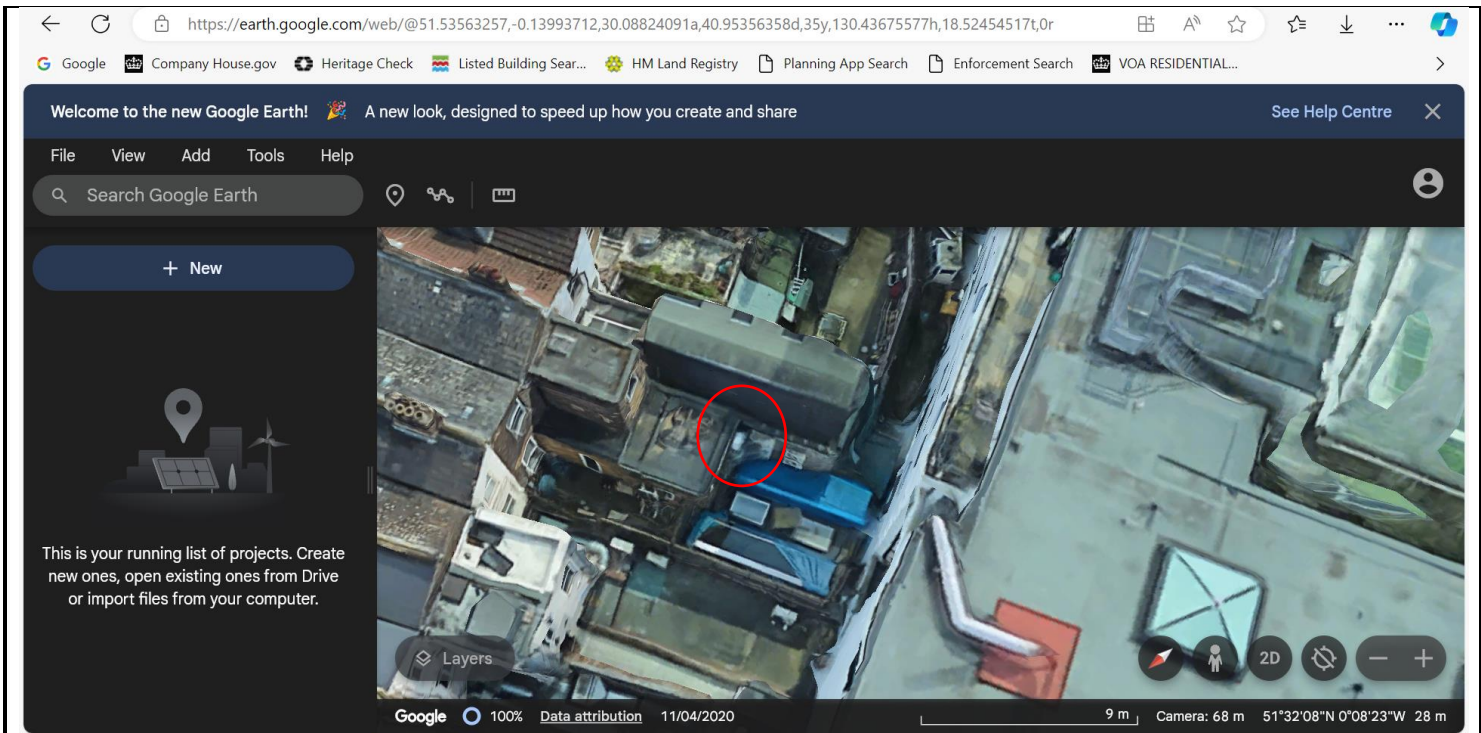 https://earth.google.com/web/@51.53563257,-0.13993712,30.08824091a,40.95356358d,35y,130.43675577h,18.52454517t,0r
Google Company House.gov Heritage Check Listed Building Sear... HM Land Registry Planning App Search Enforcement Search VOA RESIDENTIAL...
Welcome to the new Google Earth! A new look, designed to speed up how you create and share See Help Centre
File View Add Tools Help
Search Google Earth
+ New
This is your running list of projects. Create
new ones, open existing ones from Drive
or import files from your computer.
Layers
2D
Google 100% Data attribution 11/04/2020 9 m Camera: 68 m 51°32'08"N 0°08'23"W 28 m